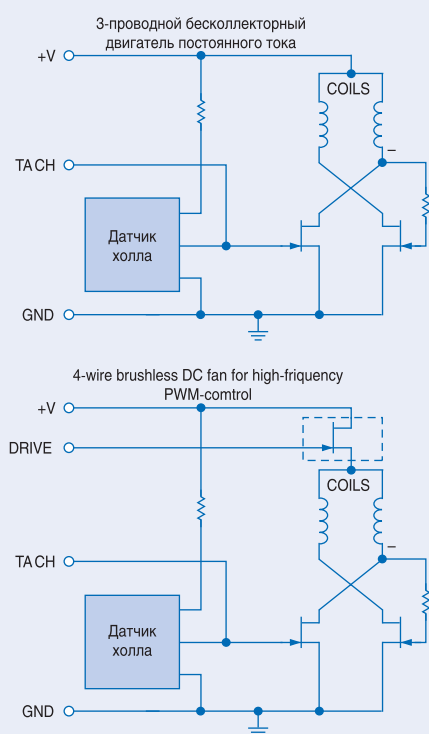 3-проводной бесколлекторный
двигатель постоянного тока
+V
COILS
–
TACH
Датчик
холла
GND
4-wire brushless DC fan for high-friquency
PWM-comtrol
+V
DRIVE
COILS
–
TACH
Датчик
холла
GND